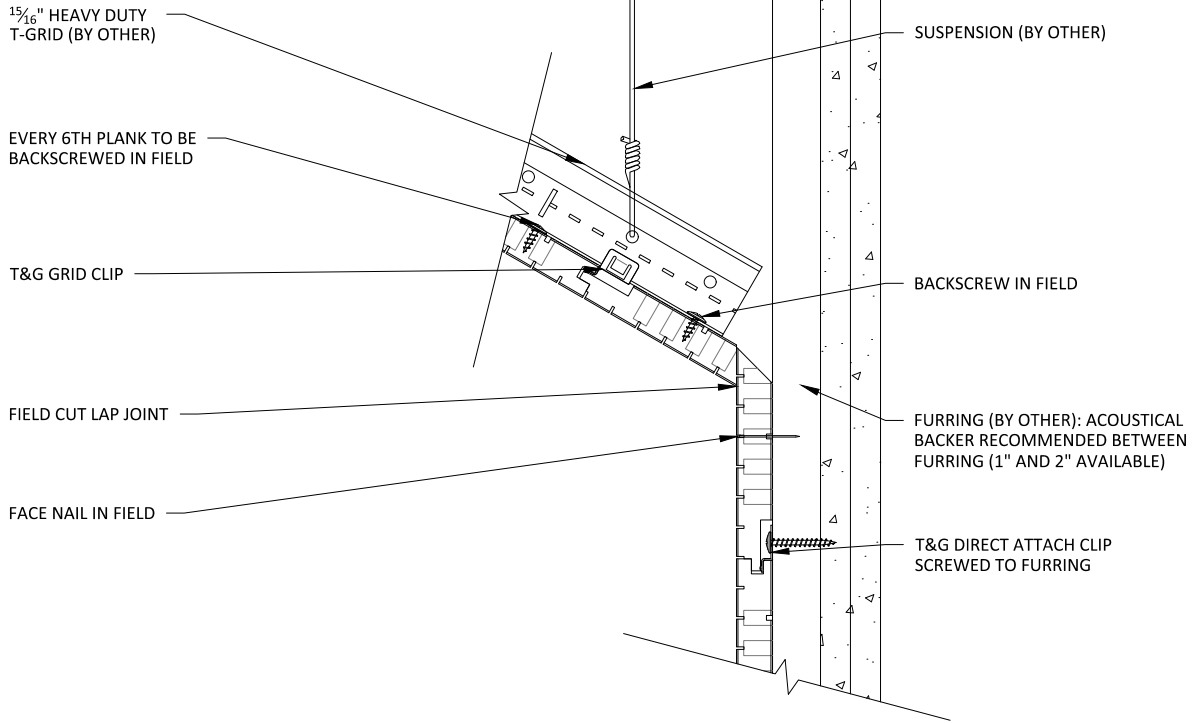 15/16" HEAVY DUTY
T-GRID (BY OTHER)
EVERY 6TH PLANK TO BE
BACKSCREWED IN FIELD
T&G GRID CLIP
FIELD CUT LAP JOINT
FACE NAIL IN FIELD
SUSPENSION (BY OTHER)
BACKSCREW IN FIELD
FURRING (BY OTHER): ACOUSTICAL
BACKER RECOMMENDED BETWEEN
FURRING (1" AND 2" AVAILABLE)
T&G DIRECT ATTACH CLIP
SCREWED TO FURRING